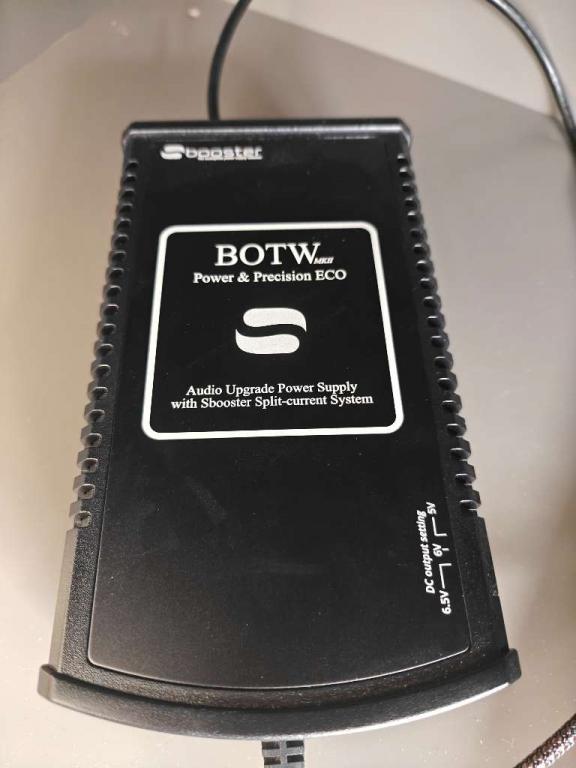 Sbooster
BOTW MKII
Power & Precision ECO
Audio Upgrade Power Supply
with Sbooster Split-current System
DC output setting
6.5V 6V 5V